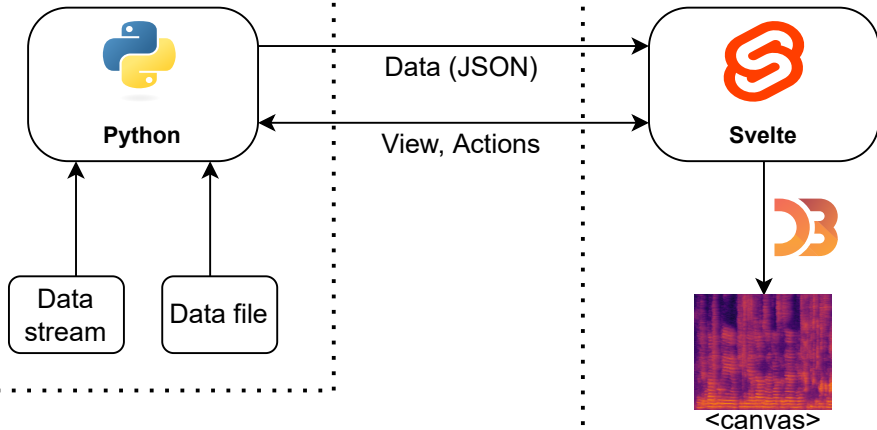 Data (JSON)
Python
View, Actions
Svelte
Data
stream
Data file
<canvas>